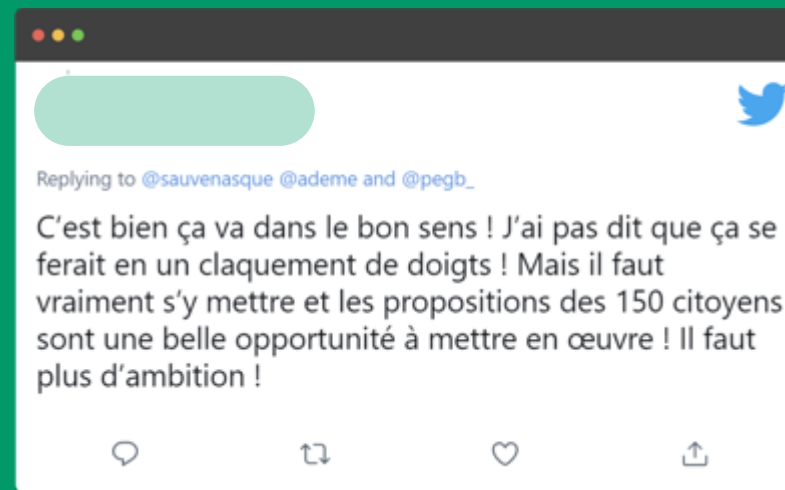 Replying to @sauvenasque @ademe and @pegb_
C'est bien ça va dans le bon sens ! J'ai pas dit que ça se
ferait en un claquement de doigts ! Mais il faut
vraiment s'y mettre et les propositions des 150 citoyens
sont une belle opportunité à mettre en œuvre ! Il faut
plus d'ambition !